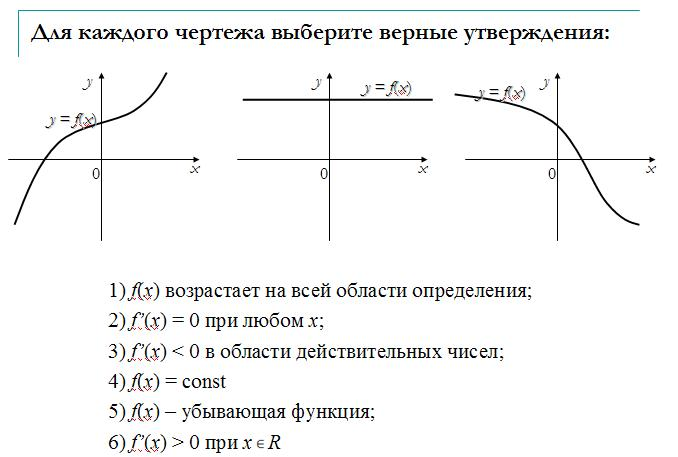 Для каждого чертежа выберите верные утверждения:
y
y = f(x)
0
x
y
y = f(x)
0
x
y
y = f(x)
0
x
1) f(x) возрастает на всей области определения;
2) f’(x) = 0 при любом x;
3) f’(x) < 0 в области действительных чисел;
4) f(x) = const
5) f(x) – убывающая функция;
6) f’(x) > 0 при x ∈ R